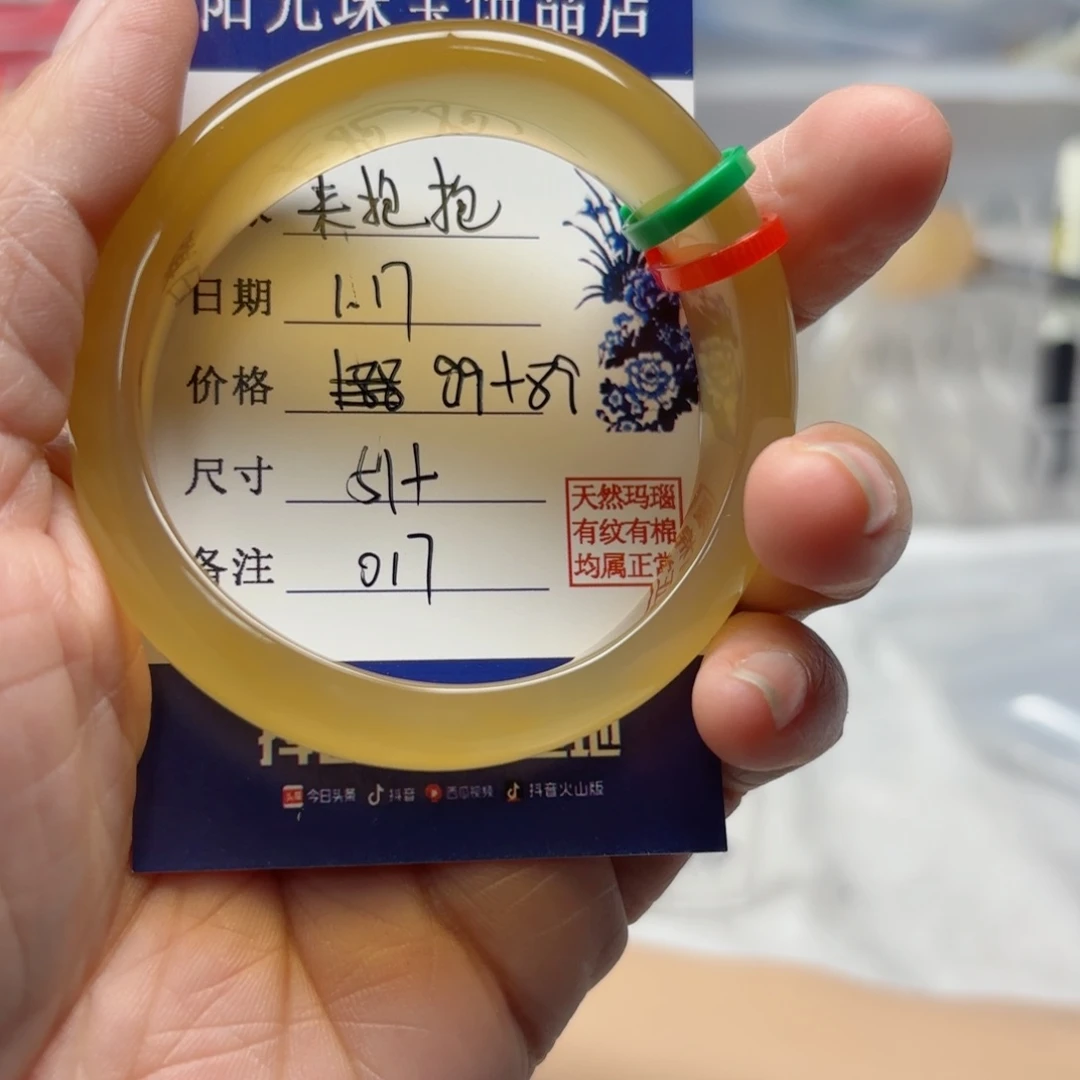 阳光珠宝饰品店
来抱抱
日期 1.17
价格 89+89
尺寸 51+
备注 017
天然玛瑙
有纹有棉
均属正常
今日头条 抖音 西瓜视频 抖音火山版